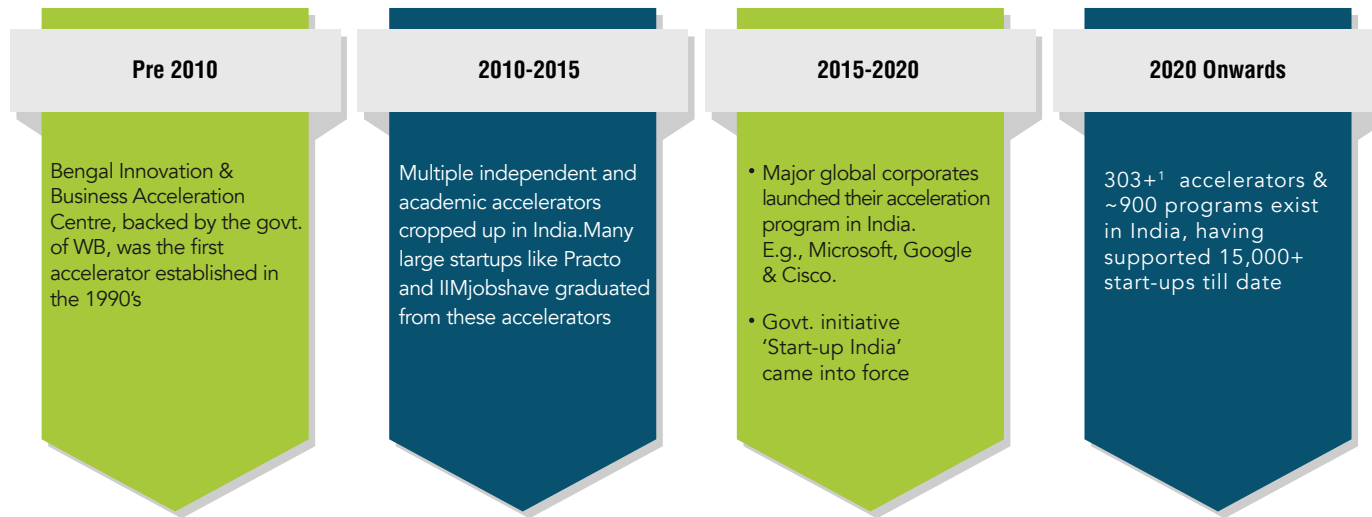 Pre 2010
Bengal Innovation &
Business Acceleration
Centre, backed by the govt.
of WB, was the first
accelerator established in
the 1990's
2010-2015
Multiple independent and
academic accelerators
cropped up in India.Many
large startups like Practo
and IIMjobshave graduated
from these accelerators
2015-2020
• Major global corporates
launched their acceleration
program in India.
E.g., Microsoft, Google
& Cisco.
• Govt. initiative
‘Start-up India’
came into force
2020 Onwards
303+¹ accelerators &
~900 programs exist
in India, having
supported 15,000+
start-ups till date